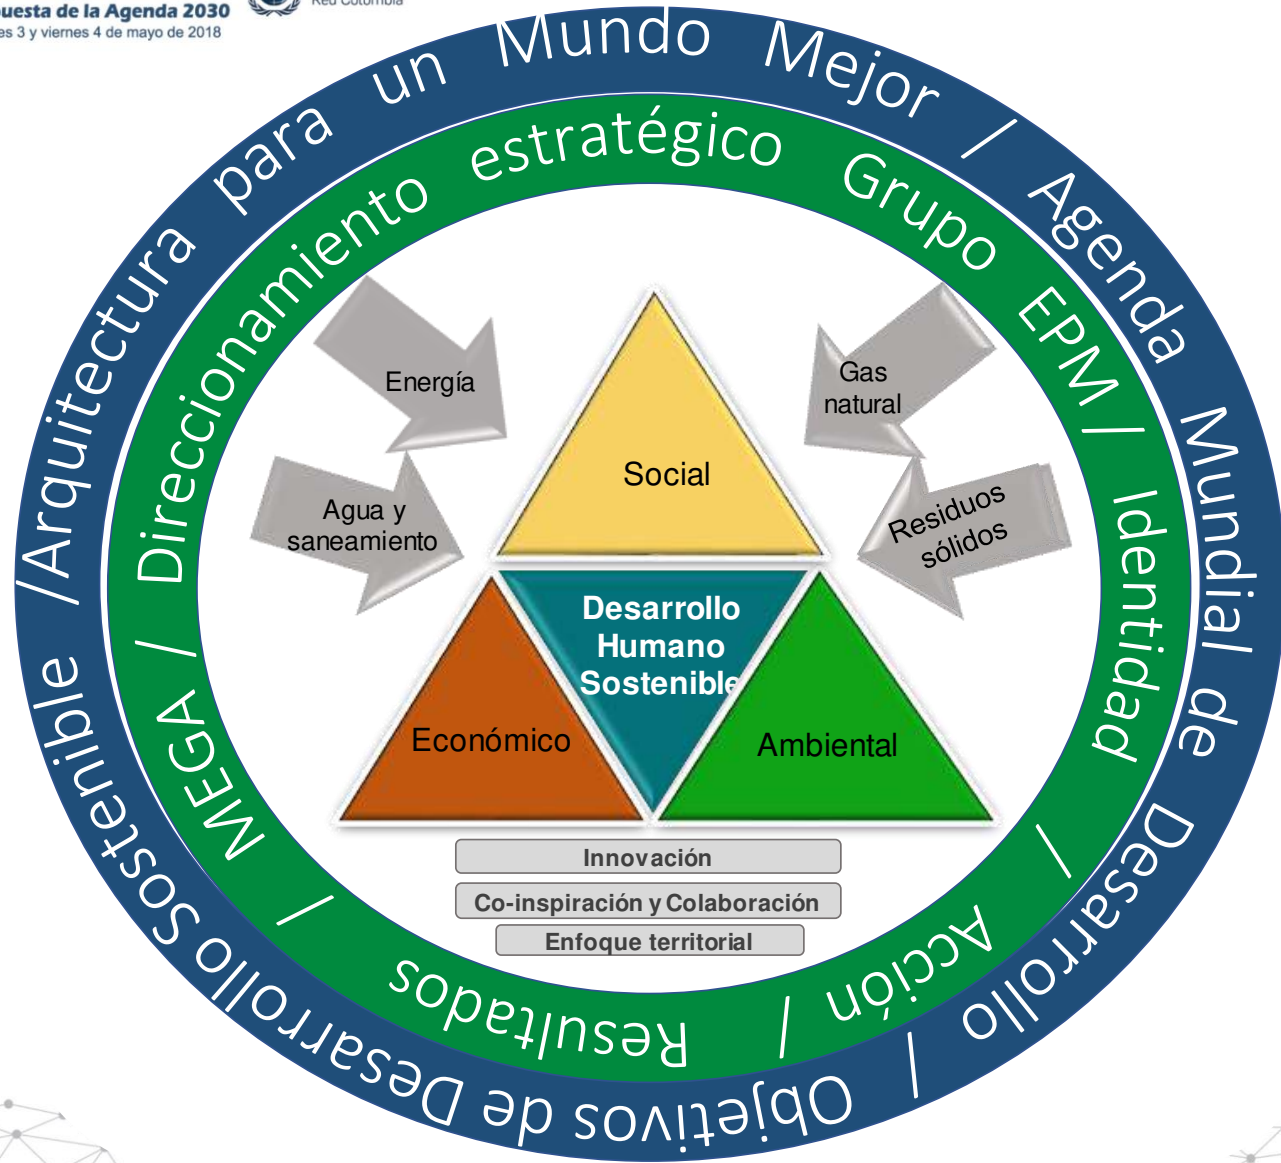 uesta de la Agenda 2030
es 3 y viernes 4 de mayo de 2018
Red Colombia
/Arquitectura para un Mundo Mejor / Agenda Mundial de Desarrollo / Objetivos de Desarrollo Sostenible
/ Direccionamiento estratégico Grupo EPM / Identidad / Acción / Resultados / MEGA
Energía
Gas
natural
Agua y
saneamiento
Residuos
sólidos
Social
Desarrollo
Humano
Sostenible
Económico
Ambiental
Innovación
Co-inspiración y Colaboración
Enfoque territorial